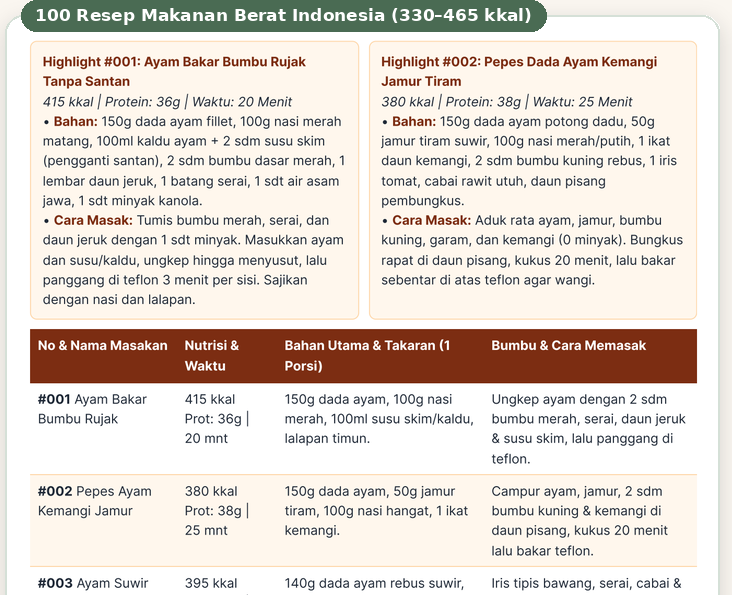 100 Resep Makanan Berat Indonesia (330–465 kkal)
Highlight #001: Ayam Bakar Bumbu Rujak
Tanpa Santan
415 kkal | Protein: 36g | Waktu: 20 Menit
• Bahan: 150g dada ayam fillet, 100g nasi merah
matang, 100ml kaldu ayam + 2 sdm susu skim
(pengganti santan), 2 sdm bumbu dasar merah, 1
lembar daun jeruk, 1 batang serai, 1 sdt air asam
jawa, 1 sdt minyak kanola.
• Cara Masak: Tumis bumbu merah, serai, dan
daun jeruk dengan 1 sdt minyak. Masukkan ayam
dan susu/kaldu, ungkep hingga menyusut, lalu
panggang di teflon 3 menit per sisi. Sajikan
dengan nasi dan lalapan.
Highlight #002: Pepes Dada Ayam Kemangi
Jamur Tiram
380 kkal | Protein: 38g | Waktu: 25 Menit
• Bahan: 150g dada ayam potong dadu, 50g
jamur tiram suwir, 100g nasi merah/putih, 1 ikat
daun kemangi, 2 sdm bumbu kuning rebus, 1 iris
tomat, cabai rawit utuh, daun pisang
pembungkus.
• Cara Masak: Aduk rata ayam, jamur, bumbu
kuning, garam, dan kemangi (0 minyak). Bungkus
rapat di daun pisang, kukus 20 menit, lalu bakar
sebentar di atas teflon agar wangi.
No & Nama Masakan
Nutrisi &
Waktu
Bahan Utama & Takaran (1
Porsi)
Bumbu & Cara Memasak
#001 Ayam Bakar
Bumbu Rujak
415 kkal
Prot: 36g |
20 mnt
150g dada ayam, 100g nasi
merah, 100ml susu skim/kaldu,
lalapan timun.
Ungkep ayam dengan 2 sdm
bumbu merah, serai, daun jeruk
& susu skim, lalu panggang di
teflon.
#002 Pepes Ayam
Kemangi Jamur
380 kkal
Prot: 38g |
25 mnt
150g dada ayam, 50g jamur
tiram, 100g nasi hangat, 1 ikat
kemangi.
Campur ayam, jamur, 2 sdm
bumbu kuning & kemangi di
daun pisang, kukus 20 menit
lalu bakar teflon.
#003 Ayam Suwir
395 kkal
140g dada ayam rebus suwir,
Iris tipis bawang, serai, cabai &